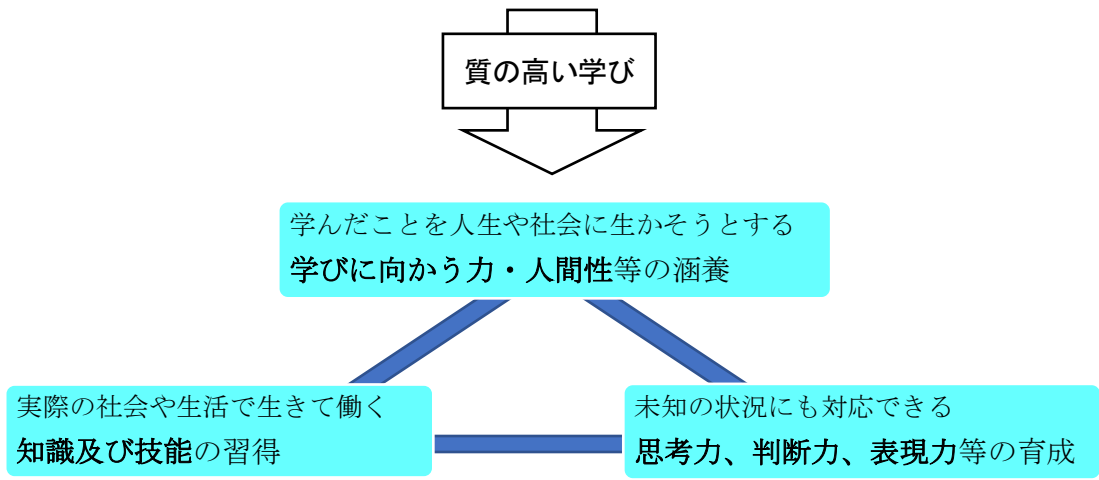 質の高い学び
学んだことを人生や社会に生かそうとする
学びに向かう力・人間性等の涵養
実際の社会や生活で生きて働く
知識及び技能の習得
未知の状況にも対応できる
思考力、判断力、表現力等の育成